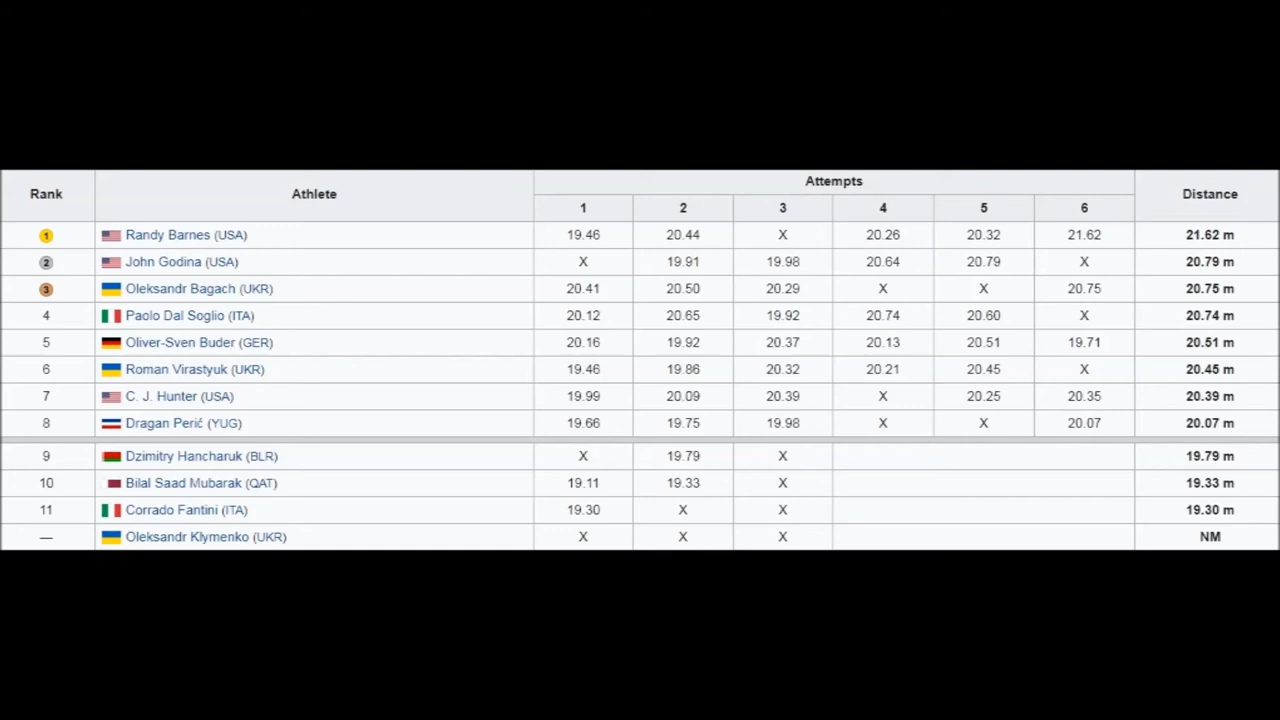 Rank Athlete Attempts Distance
1 2 3 4 5 6
1 Randy Barnes (USA) 19.46 20.44 X 20.26 20.32 21.62 21.62 m
2 John Godina (USA) X 19.91 19.98 20.64 20.79 X 20.79 m
3 Oleksandr Bagach (UKR) 20.41 20.50 20.29 X X 20.75 20.75 m
4 Paolo Dal Soglio (ITA) 20.12 20.65 19.92 20.74 20.60 X 20.74 m
5 Oliver-Sven Buder (GER) 20.16 19.92 20.37 20.13 20.51 19.71 20.51 m
6 Roman Virastyuk (UKR) 19.46 19.86 20.32 20.21 20.45 X 20.45 m
7 C. J. Hunter (USA) 19.99 20.09 20.39 X 20.25 20.35 20.39 m
8 Dragan Perić (YUG) 19.66 19.75 19.98 X X 20.07 20.07 m
9 Dzimitry Hancharuk (BLR) X 19.79 X 19.79 m
10 Bilal Saad Mubarak (QAT) 19.11 19.33 X 19.33 m
11 Corrado Fantini (ITA) 19.30 X X 19.30 m
— Oleksandr Klymenko (UKR) X X X NM